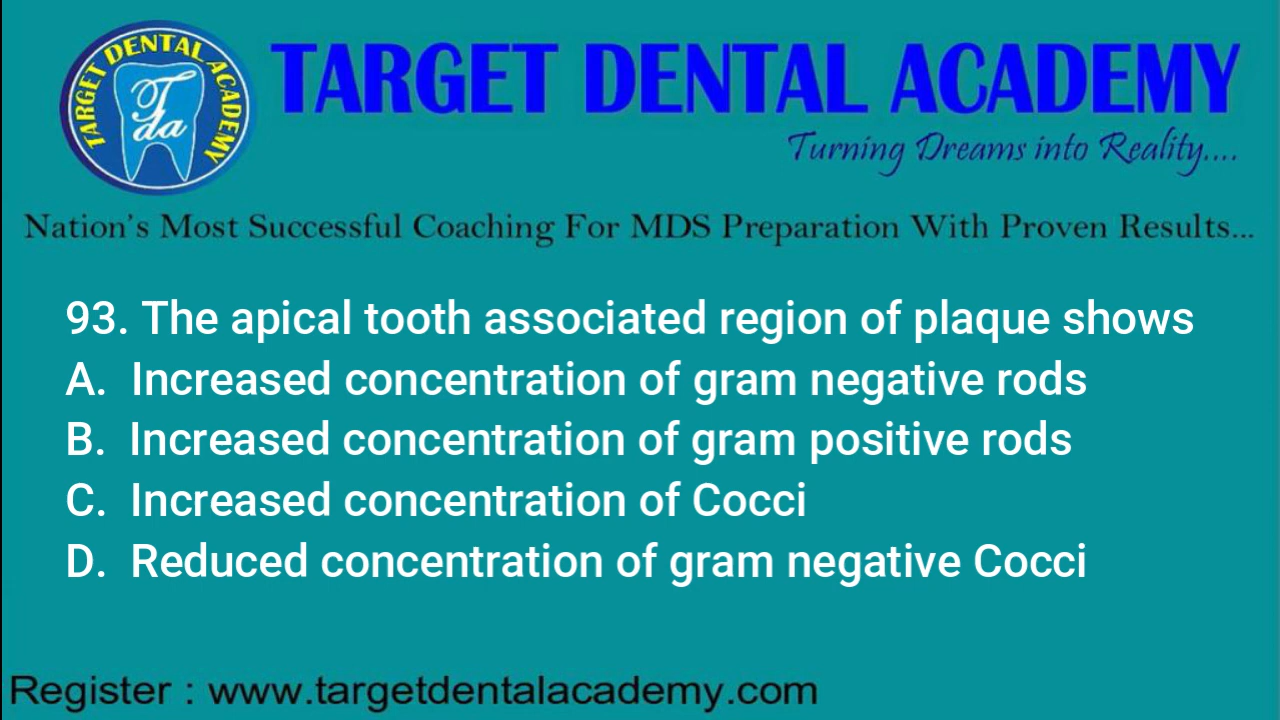 TARGET DENTAL ACADEMY
Tda
TARGET DENTAL ACADEMY
Turning Dreams into Reality....
Nation's Most Successful Coaching For MDS Preparation With Proven Results...
93. The apical tooth associated region of plaque shows
A. Increased concentration of gram negative rods
B. Increased concentration of gram positive rods
C. Increased concentration of Cocci
D. Reduced concentration of gram negative Cocci
Register : www.targetdentalacademy.com